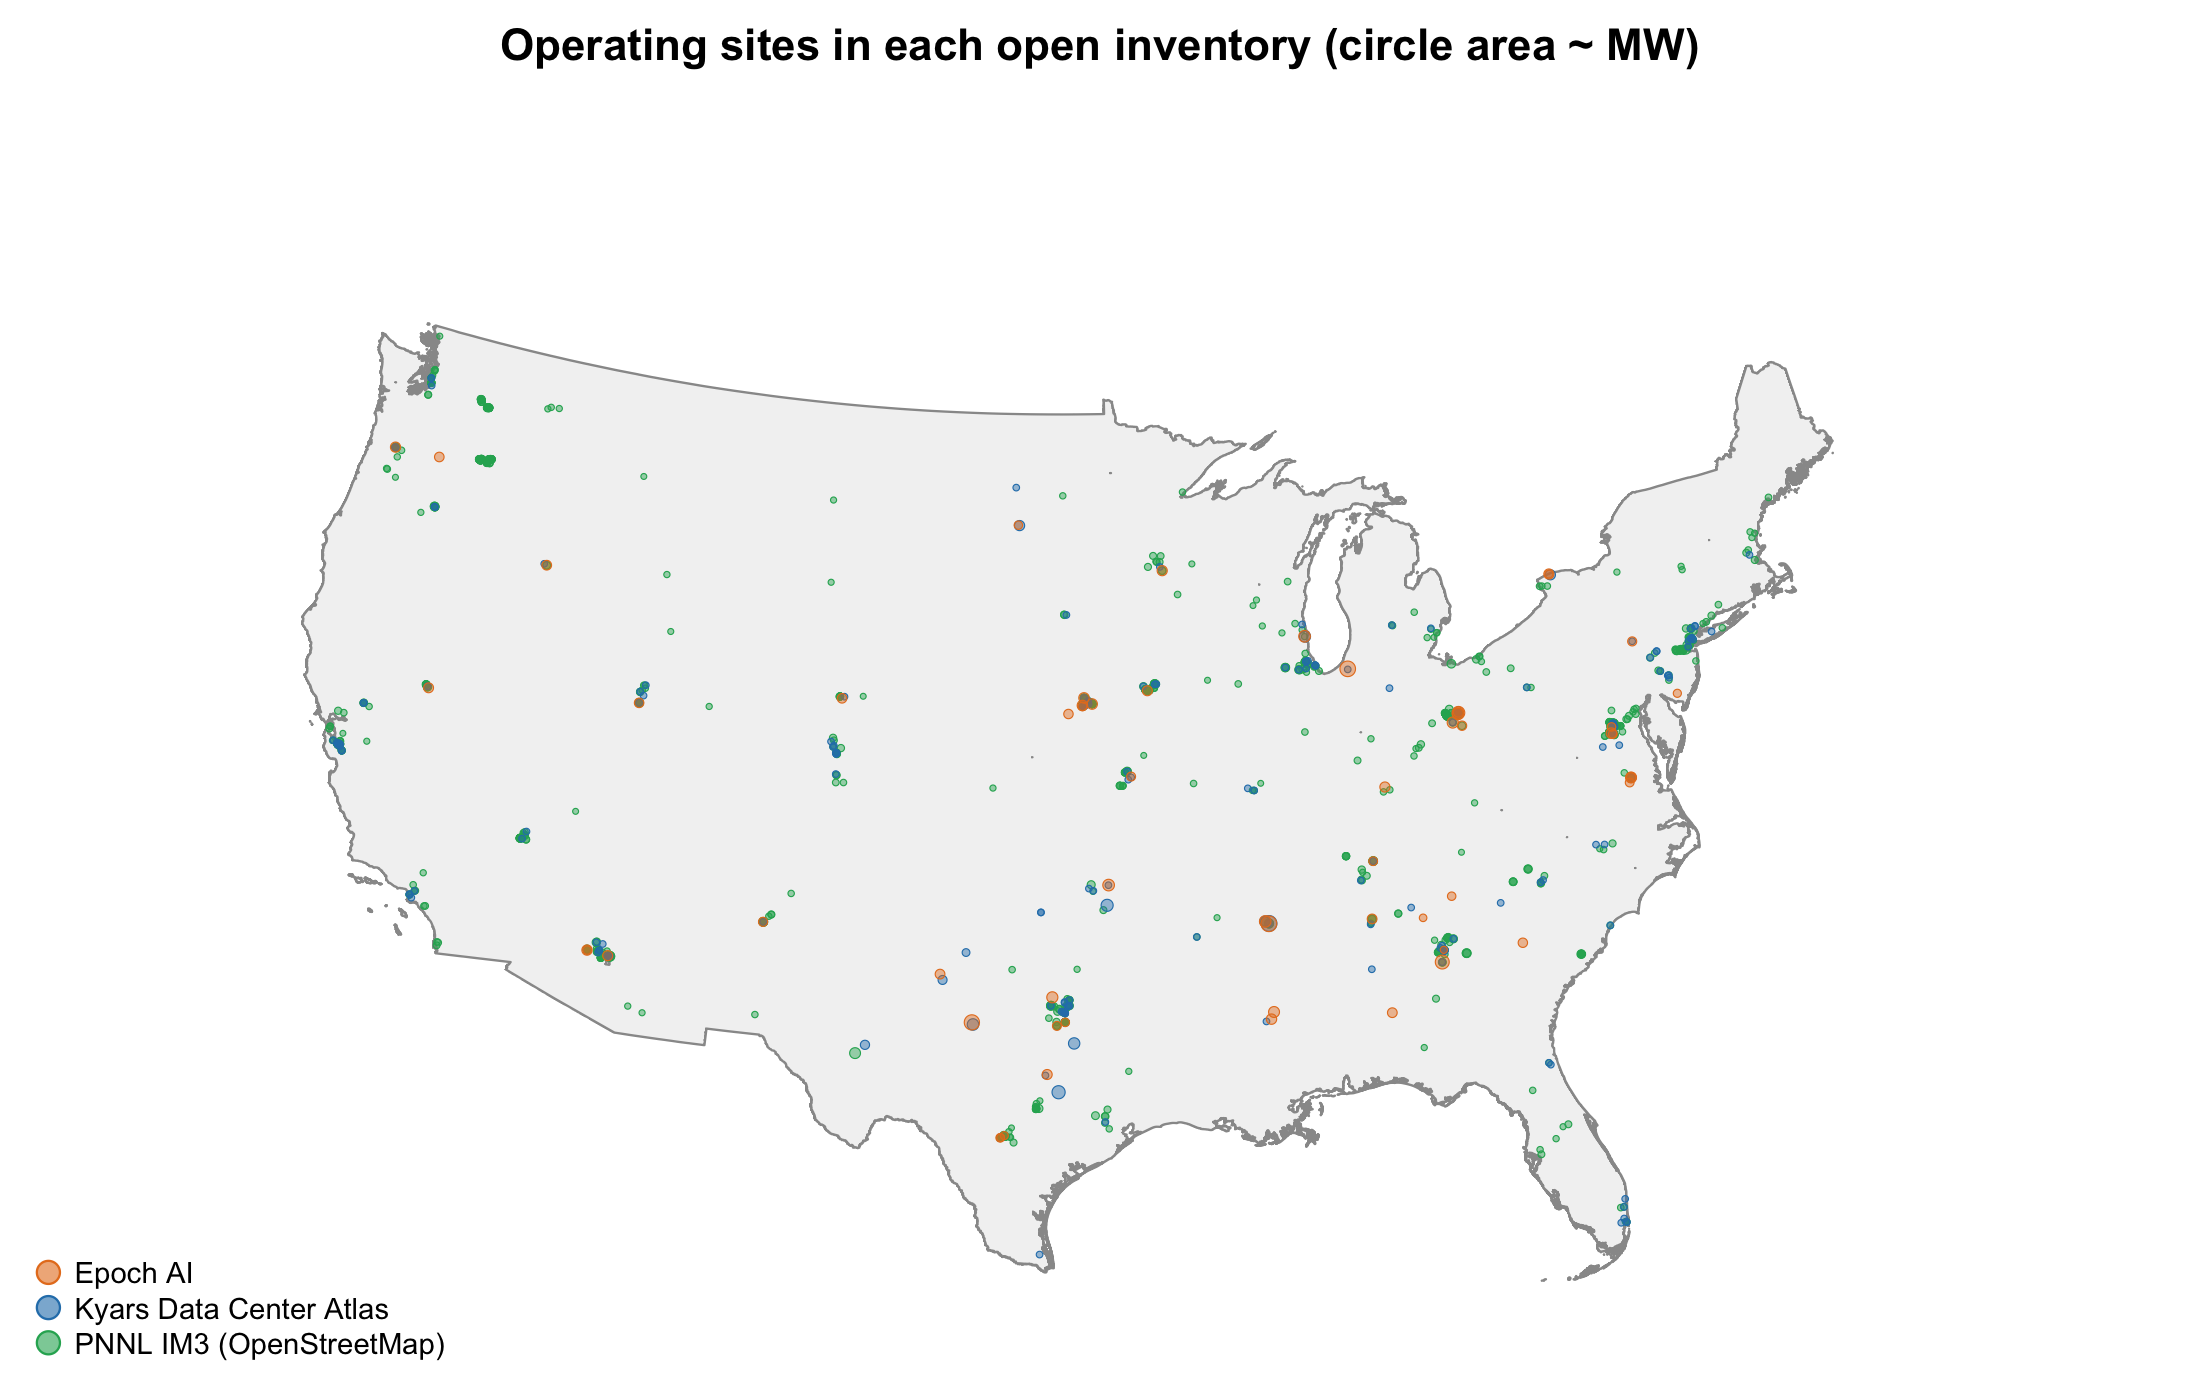 Operating sites in each open inventory (circle area ~ MW)
Epoch AI
Kyars Data Center Atlas
PNNL IM3 (OpenStreetMap)